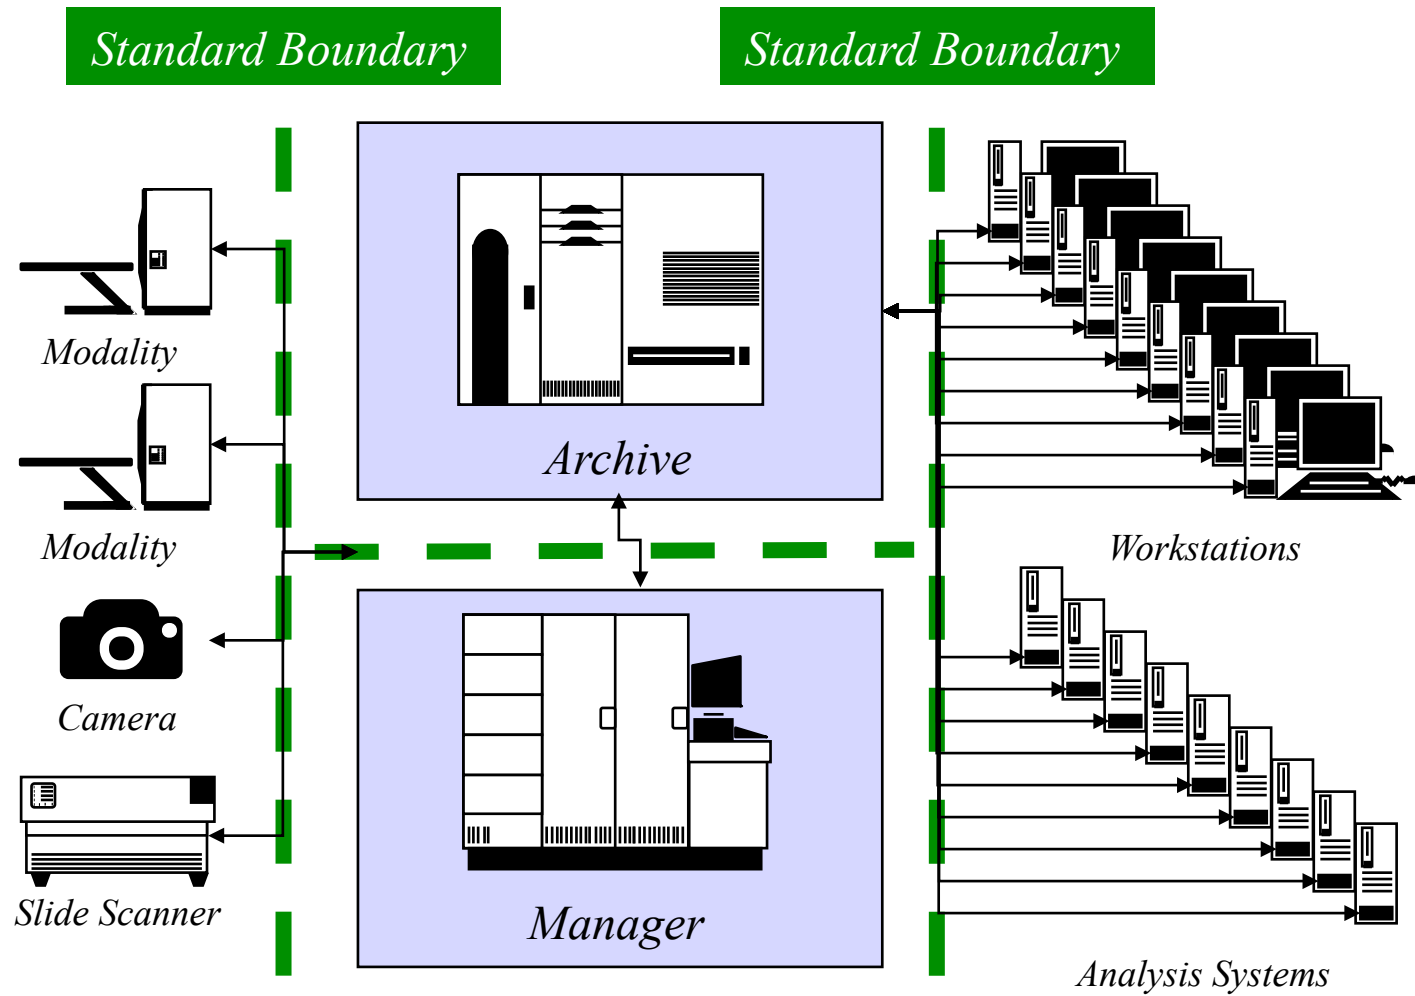 Standard Boundary
Standard Boundary
Modality
Archive
Modality
Workstations
Camera
Slide Scanner
Manager
Analysis Systems